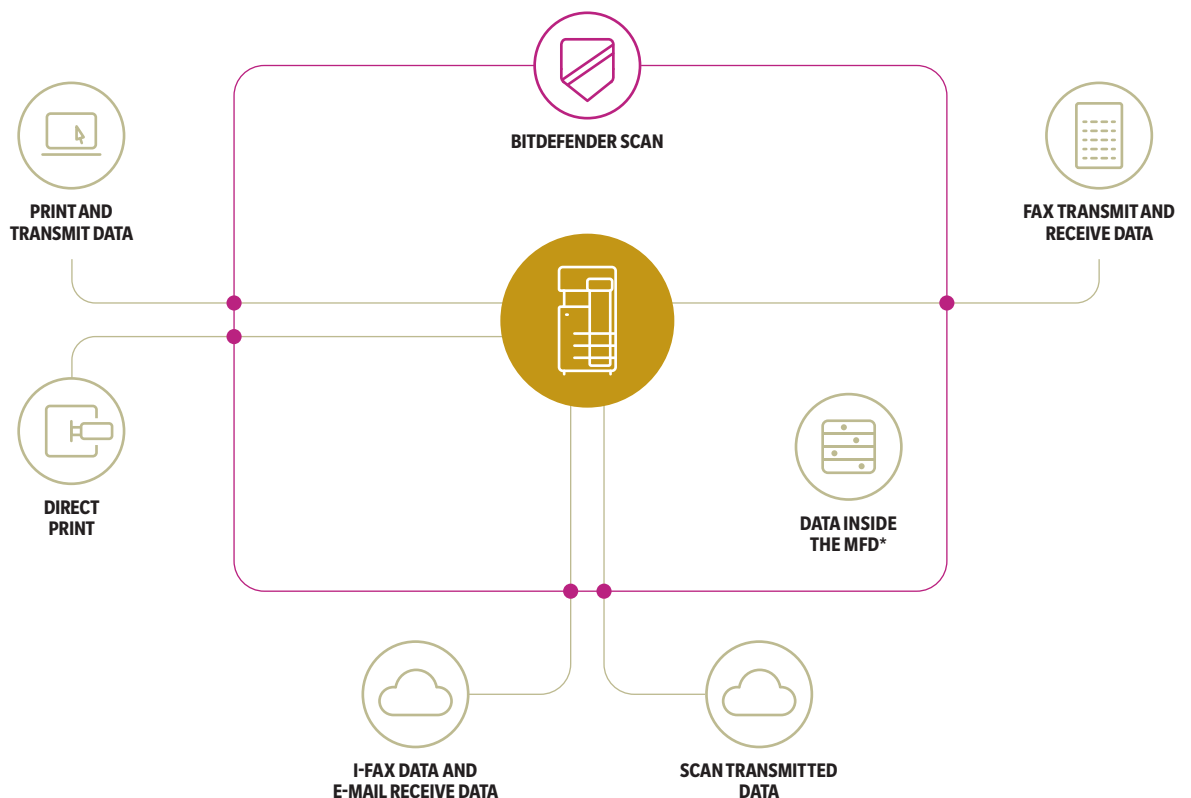 BITDEFENDER SCAN
PRINT AND
TRANSMIT DATA
FAX TRANSMIT AND
RECEIVE DATA
DIRECT
PRINT
DATA INSIDE
THE MFD*
I-FAX DATA AND
E-MAIL RECEIVE DATA
SCAN TRANSMITTED
DATA